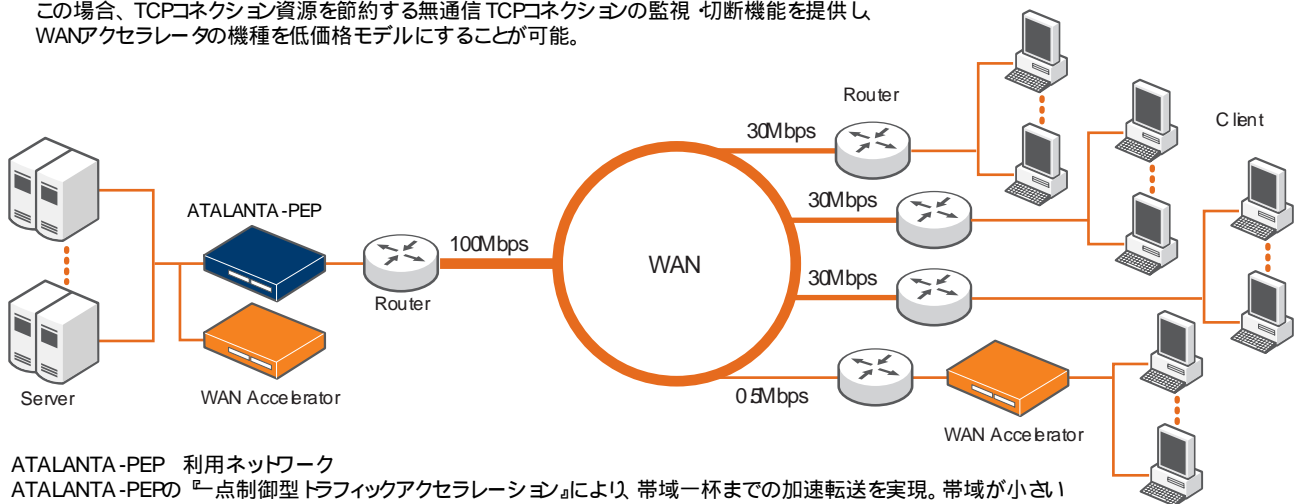 この場合、TCPコネクション資源を節約する無通信TCPコネクションの監視・切断機能を提供し、
WANアクセラレータの機種を低価格モデルにすることが可能。
Router
Client
30Mbps
30Mbps
ATALANTA-PEP
100Mbps
WAN
30Mbps
Router
0.5Mbps
Server
WAN Accelerator
WAN Accelerator
ATALANTA-PEP 利用ネットワーク
ATALANTA-PEPの『一点制御型トラフィックアクセラレーション』により、帯域一杯までの加速転送を実現。帯域が小さい